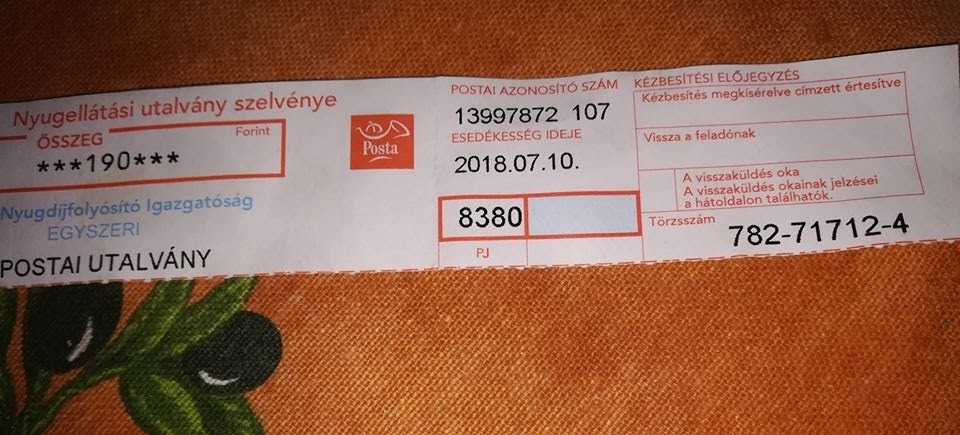 Nyugellátási utalvány szelvénye
ÖSSZEG
Forint
***190***
Nyugdíjfolyósító Igazgatóság
EGYSZERI
POSTAI UTALVÁNY
Posta
POSTAI AZONOSÍTÓ SZÁM
13997872 107
ESEDÉKESSÉG IDEJE
2018.07.10.
8380
PJ
KÉZBESÍTÉSI ELŐJEGYZÉS
Kézbesítés megkísérelve címzett értesítve
Vissza a feladónak
A visszaküldés oka
A visszaküldés okainak jelzései
a hátoldalon találhatók.
Törzsszám
782-71712-4